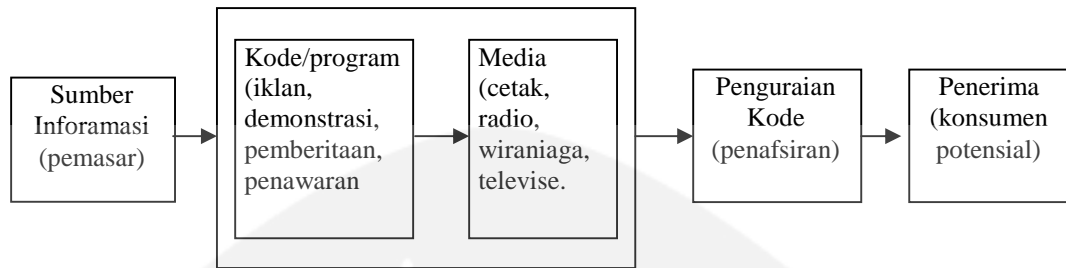 Sumber
Inforamasi
(pemasar)
Kode/program
(iklan,
demonstrasi,
pemberitaan,
penawaran
Media
(cetak,
radio,
wiraniaga,
televise.
Penguraian
Kode
(penafsiran)
Penerima
(konsumen
potensial)